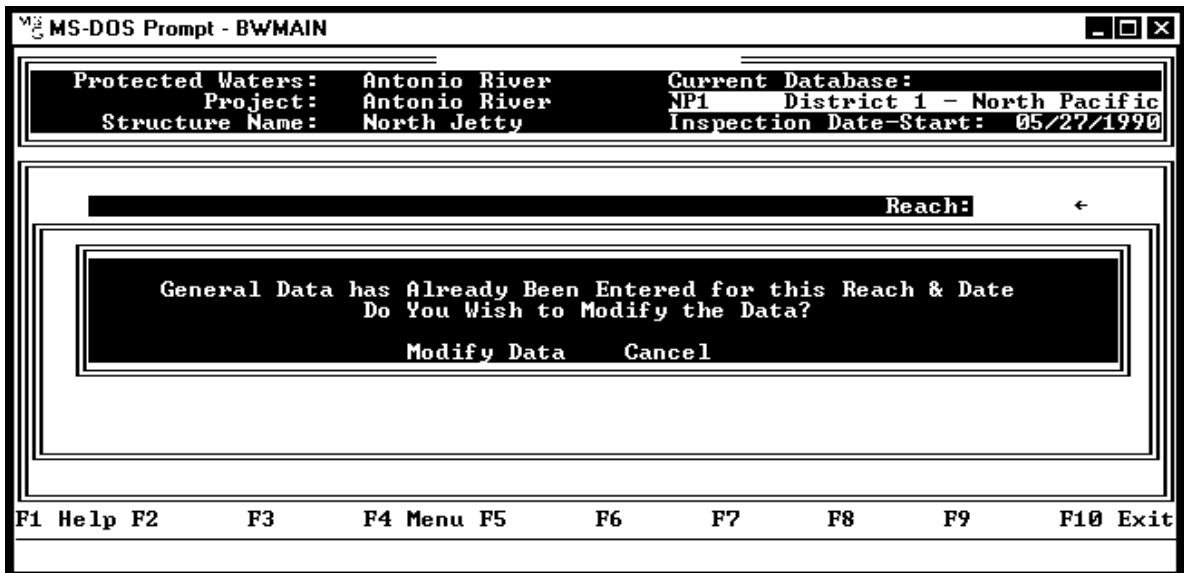 MS-DOS Prompt - BWMAIN
Protected Waters: Antonio River Current Database:
Project: Antonio River NP1 District 1 - North Pacific
Structure Name: North Jetty Inspection Date-Start: 05/27/1990
Reach: ←
General Data has Already Been Entered for this Reach & Date
Do You Wish to Modify the Data?
Modify Data Cancel
F1 Help F2 F3 F4 Menu F5 F6 F7 F8 F9 F10 Exit